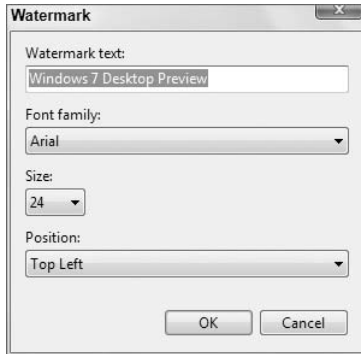 Watermark
Watermark text:
Windows 7 Desktop Preview
Font family:
Arial
Size:
24
Position:
Top Left
OK Cancel